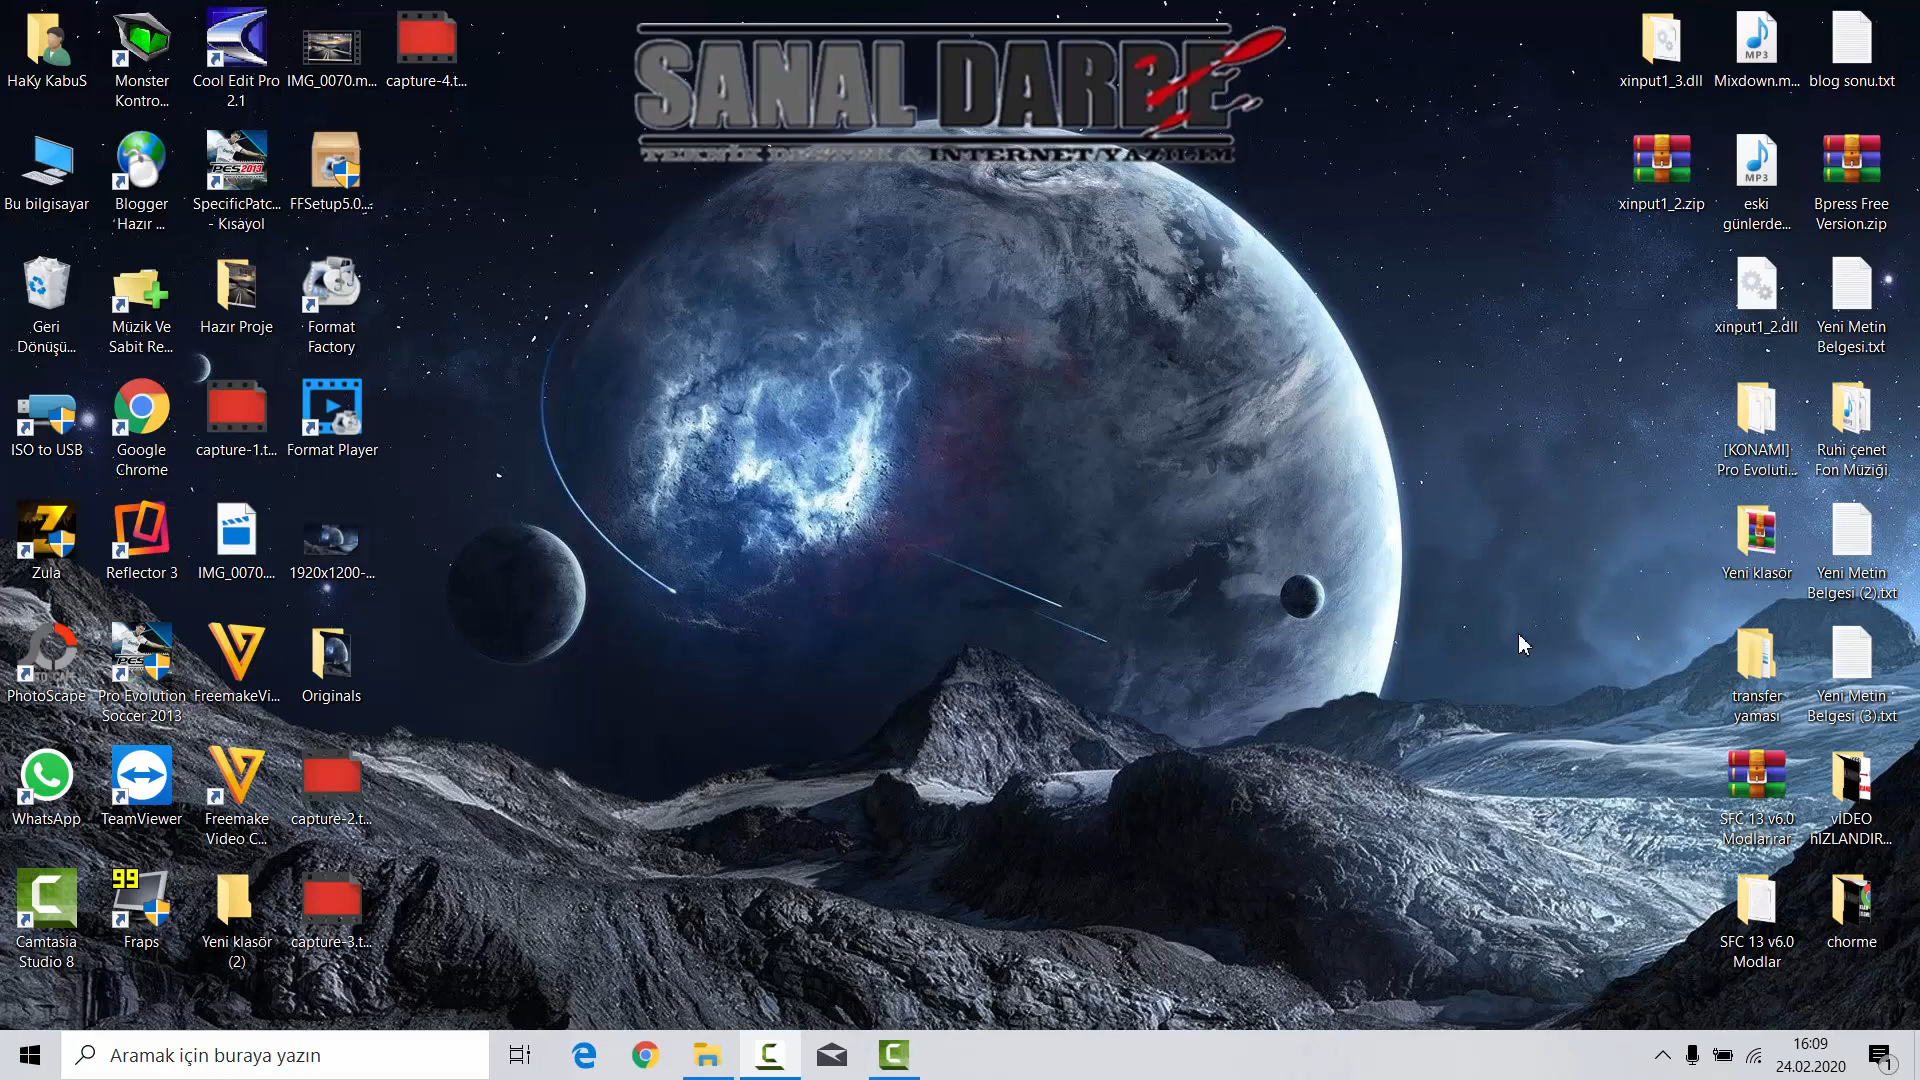 SANAL DARBE
TEKNİK DESTEK & INTERNET YAZILIM
HaKy KabuS
Monster
Kontro...
Cool Edit Pro
2.1
IMG_0070.m...
capture-4.t...
xinput1_3.dll
Mixdown.m...
blog sonu.txt
Bu bilgisayar
Blogger
Hazır ...
SpecificPatc...
- Kısayol
FFSetup5.0....
xinput1_2.zip
eski
günlerde...
Bpress Free
Version.zip
Geri
Dönüşü...
Müzik Ve
Sabit Re...
Hazır Proje
Format
Factory
xinput1_2.dll
Yeni Metin
Belgesi.txt
ISO to USB
Google
Chrome
capture-1.t...
Format Player
[KONAMI]
Pro Evoluti...
Ruhi çenet
Fon Müziği
Zula
Reflector 3
IMG_0070....
1920x1200-...
Yeni klasör
Yeni Metin
Belgesi (2).txt
PhotoScape
Pro Evolution
Soccer 2013
FreemakeVi...
Originals
transfer
yaması
Yeni Metin
Belgesi (3).txt
WhatsApp
TeamViewer
Freemake
Video C...
capture-2.t...
SFC 13 v6.0
Modlar.rar
vİDEO
hIZLANDIR...
Camtasia
Studio 8
99
Fraps
Yeni klasör
(2)
capture-3.t...
SFC 13 v6.0
Modlar
chorme
Aramak için buraya yazın
16:09
24.02.2020
1